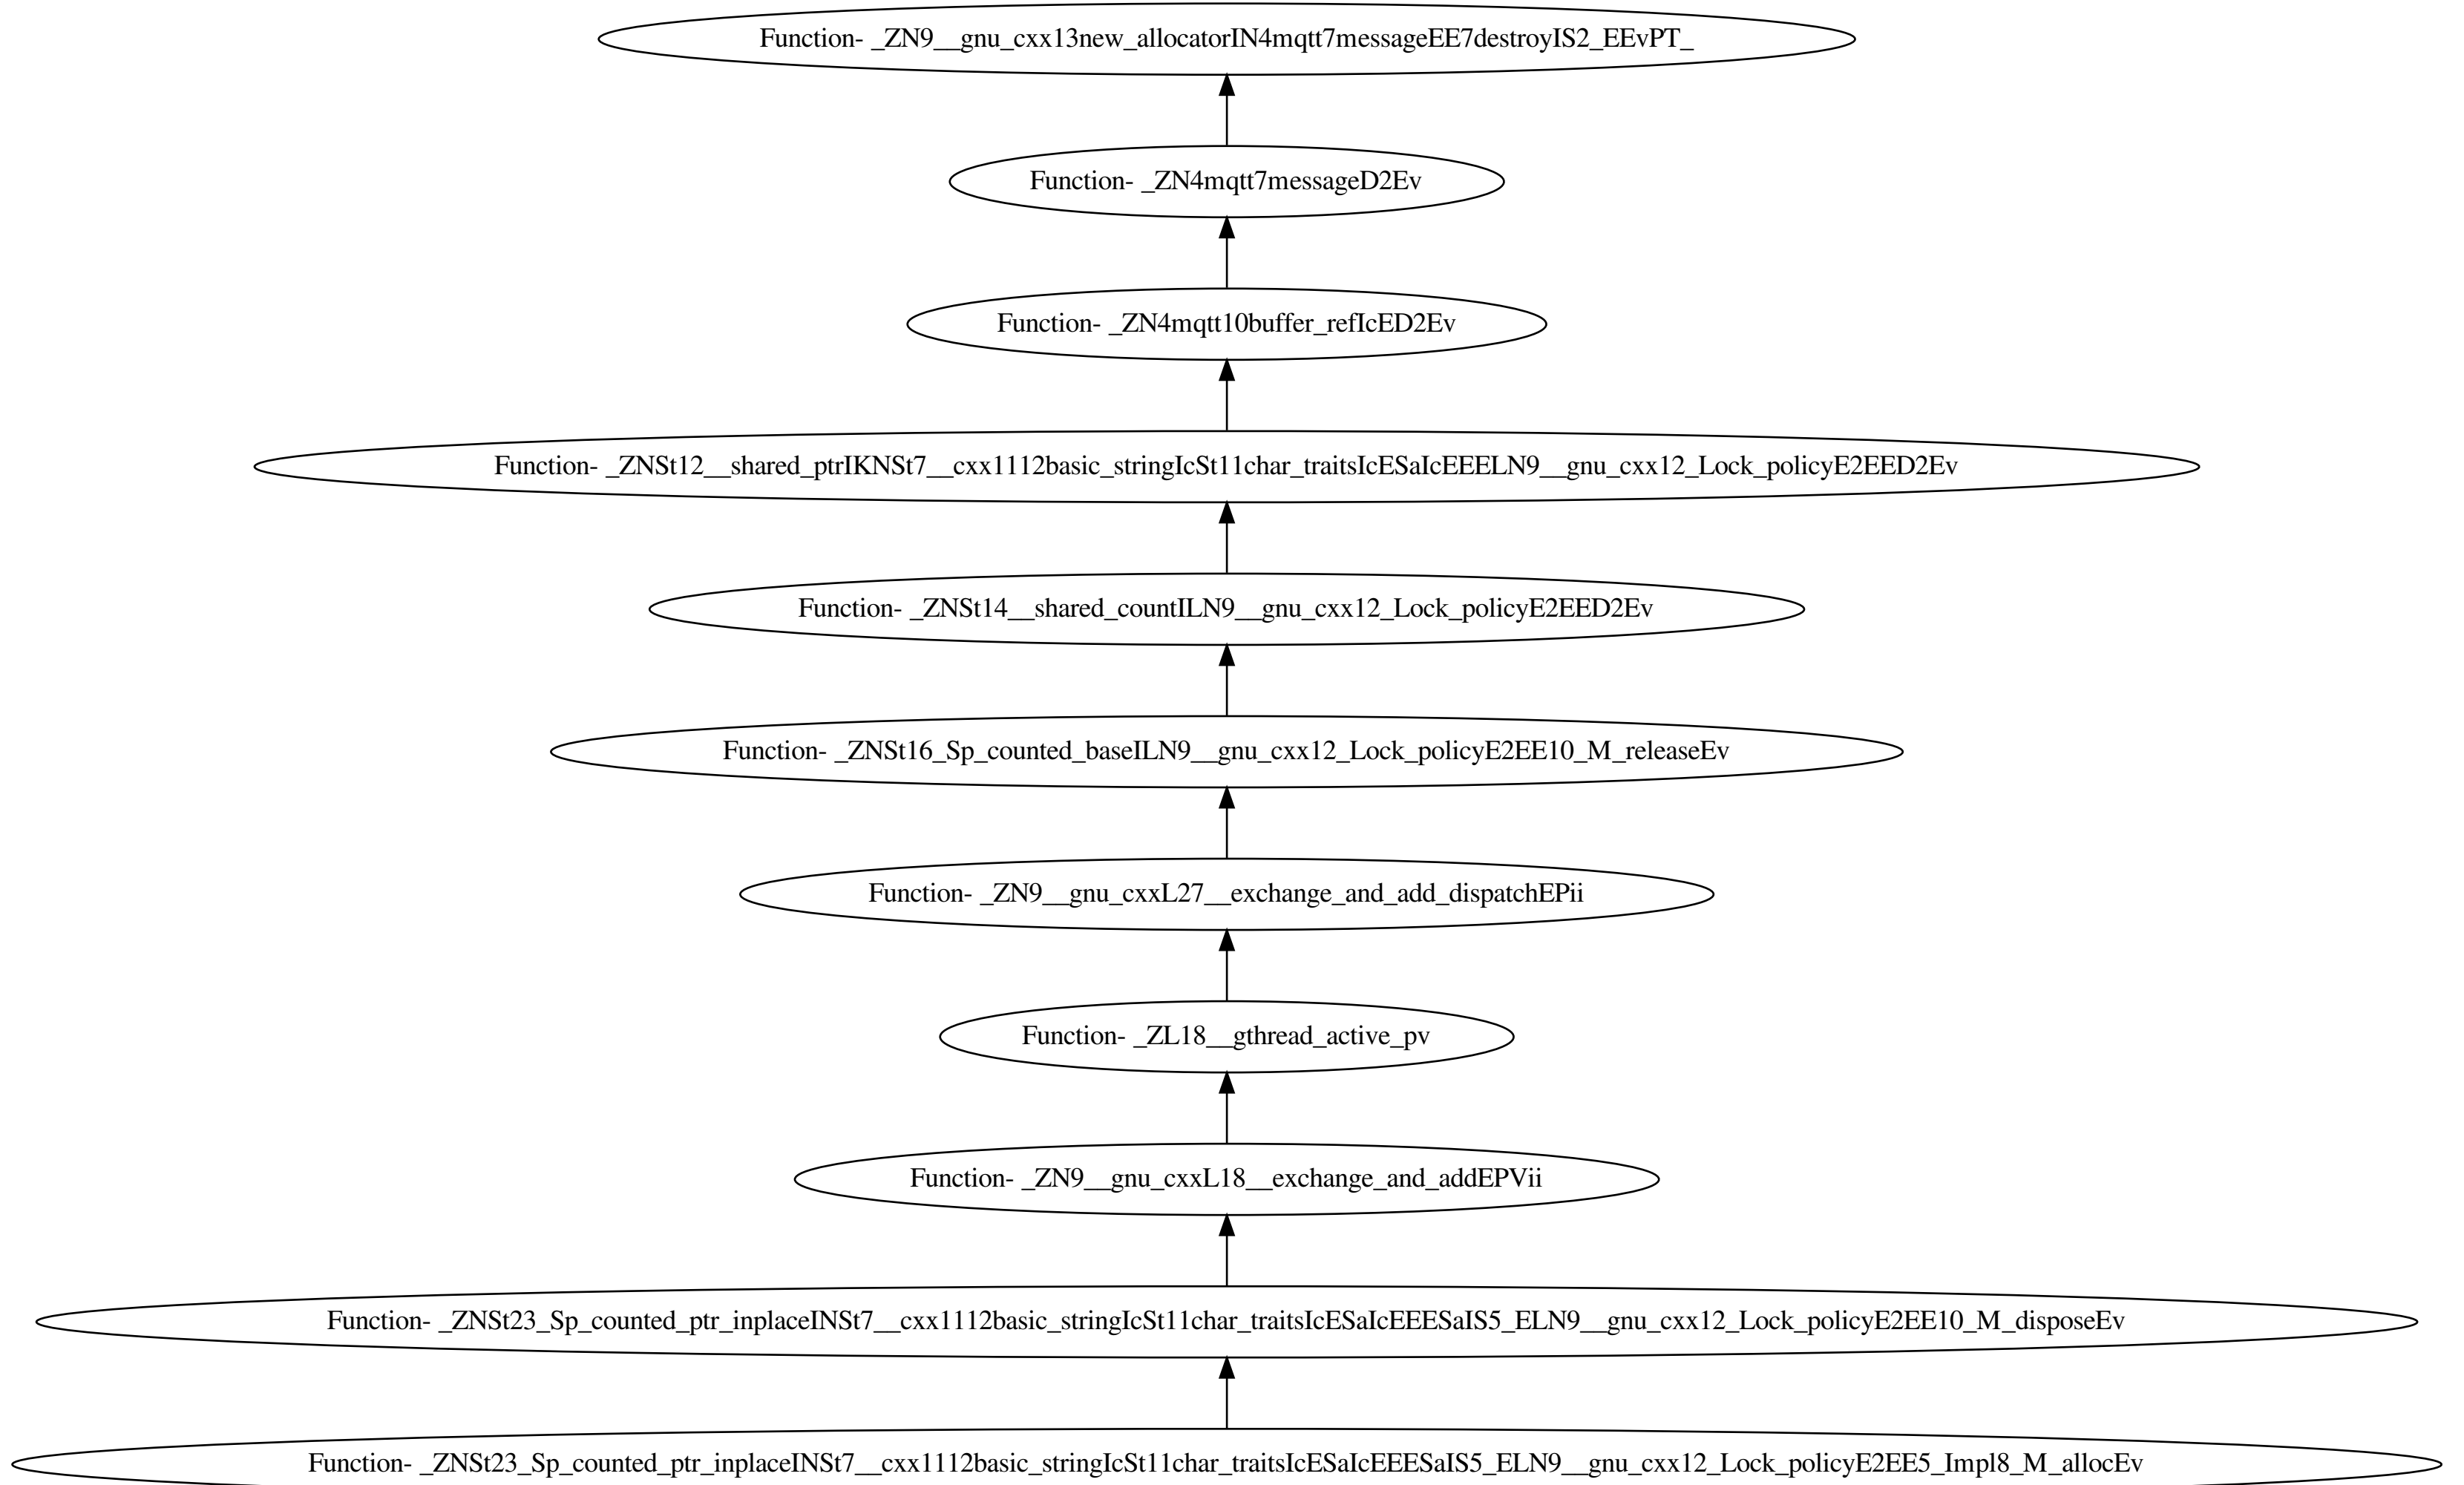 Function- _ZN9__gnu_cxx13new_allocatorIN4mqtt7messageEE7destroyIS2_EEvPT_
Function- _ZN4mqtt7messageD2Ev
Function- _ZN4mqtt10buffer_refIcED2Ev
Function- _ZNSt12__shared_ptrIKNSt7__cxx1112basic_stringIcSt11char_traitsIcESaIcEEELN9__gnu_cxx12_Lock_policyE2EED2Ev
Function- _ZNSt14__shared_countILN9__gnu_cxx12_Lock_policyE2EED2Ev
Function- _ZNSt16_Sp_counted_baseILN9__gnu_cxx12_Lock_policyE2EE10_M_releaseEv
Function- _ZN9__gnu_cxxL27__exchange_and_add_dispatchEPii
Function- _ZL18__gthread_active_pv
Function- _ZN9__gnu_cxxL18__exchange_and_addEPVii
Function- _ZNSt23_Sp_counted_ptr_inplaceINSt7__cxx1112basic_stringIcSt11char_traitsIcESaIcEEESaIS5_ELN9__gnu_cxx12_Lock_policyE2EE10_M_disposeEv
Function- _ZNSt23_Sp_counted_ptr_inplaceINSt7__cxx1112basic_stringIcSt11char_traitsIcESaIcEEESaIS5_ELN9__gnu_cxx12_Lock_policyE2EE5_Impl8_M_allocEv